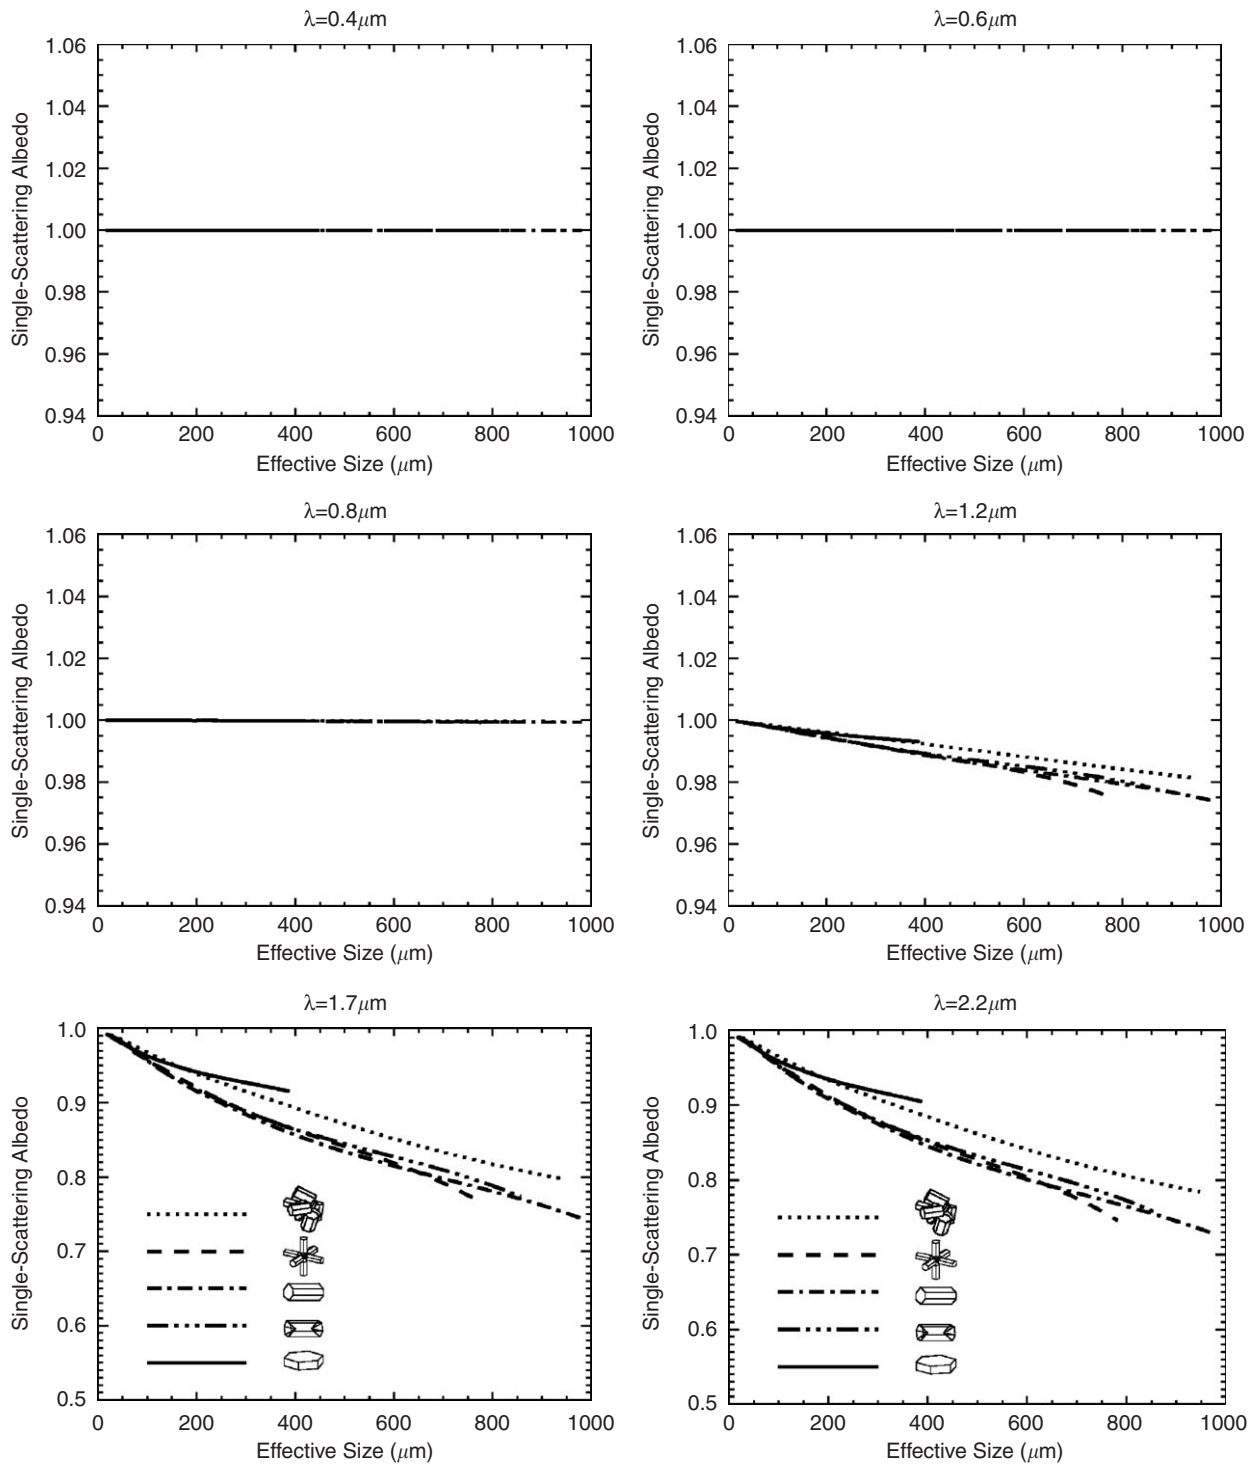 λ=0.4μm
1.06
1.04
1.02
1.00
0.98
0.96
0.94
Single-Scattering Albedo
0 200 400 600 800 1000
Effective Size (μm)
λ=0.6μm
1.06
1.04
1.02
1.00
0.98
0.96
0.94
Single-Scattering Albedo
0 200 400 600 800 1000
Effective Size (μm)
λ=0.8μm
1.06
1.04
1.02
1.00
0.98
0.96
0.94
Single-Scattering Albedo
0 200 400 600 800 1000
Effective Size (μm)
λ=1.2μm
1.06
1.04
1.02
1.00
0.98
0.96
0.94
Single-Scattering Albedo
0 200 400 600 800 1000
Effective Size (μm)
λ=1.7μm
1.0
0.9
0.8
0.7
0.6
0.5
Single-Scattering Albedo
0 200 400 600 800 1000
Effective Size (μm)
λ=2.2μm
1.0
0.9
0.8
0.7
0.6
0.5
Single-Scattering Albedo
0 200 400 600 800 1000
Effective Size (μm)